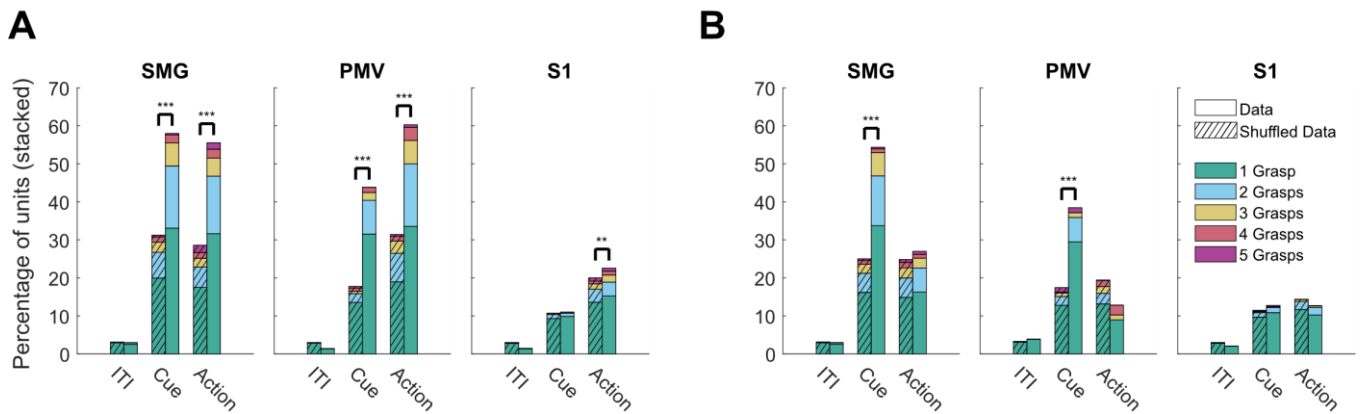 A
B
SMG
PMV
S1
SMG
PMV
S1
Percentage of units (stacked)
70
60
50
40
30
20
10
0
***
***
***
***
**
70
60
50
40
30
20
10
0
***
***
Data
Shuffled Data
1 Grasp
2 Grasps
3 Grasps
4 Grasps
5 Grasps
ITI
Cue
Action
ITI
Cue
Action
ITI
Cue
Action
ITI
Cue
Action
ITI
Cue
Action
ITI
Cue
Action